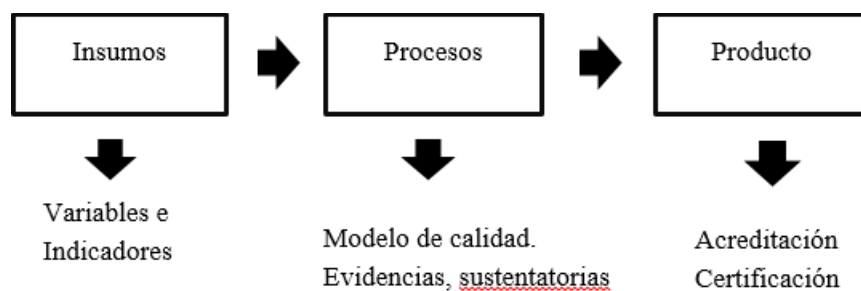 Insumos
Procesos
Producto
Variables e
Indicadores
Modelo de calidad.
Evidencias, sustentatorias
Acreditación
Certificación